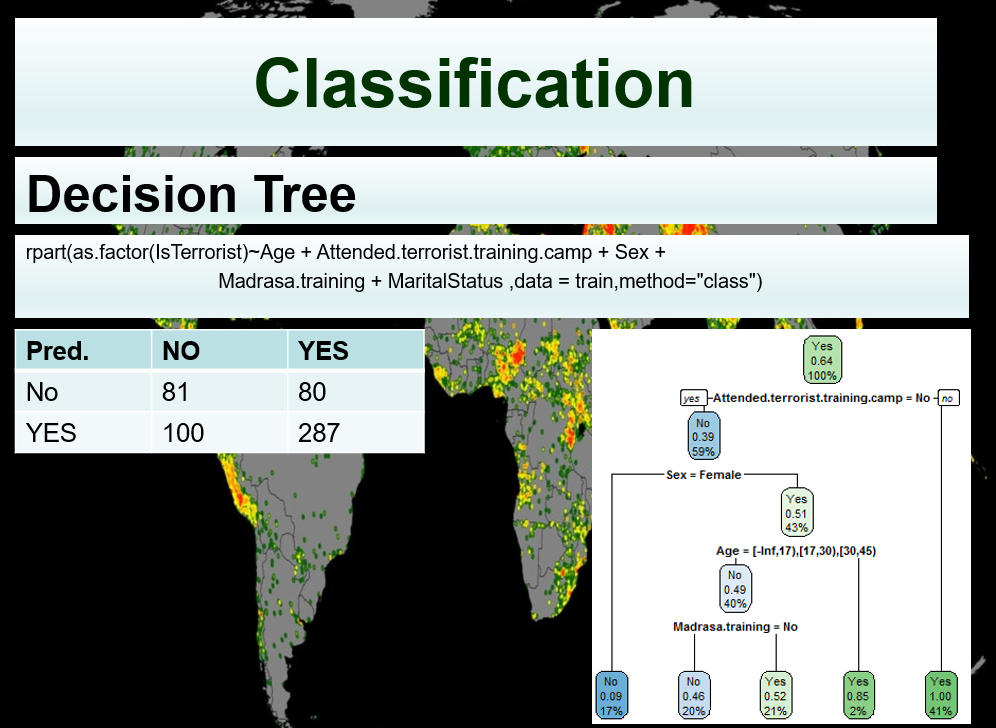 Classification
Decision Tree
rpart(as.factor(IsTerrorist)~Age + Attended.terrorist.training.camp + Sex +
Madrasa.training + MaritalStatus ,data = train,method="class")
Pred. NO YES
No 81 80
YES 100 287
Yes
0.64
100%
yes Attended.terrorist.training.camp = No no
No
0.39
59%
Sex = Female
Yes
0.51
43%
Age = [-Inf,17),[17,30),[30,45)
No
0.49
40%
Madrasa.training = No
No No Yes Yes Yes
0.09 0.46 0.52 0.85 1.00
17% 20% 21% 2% 41%